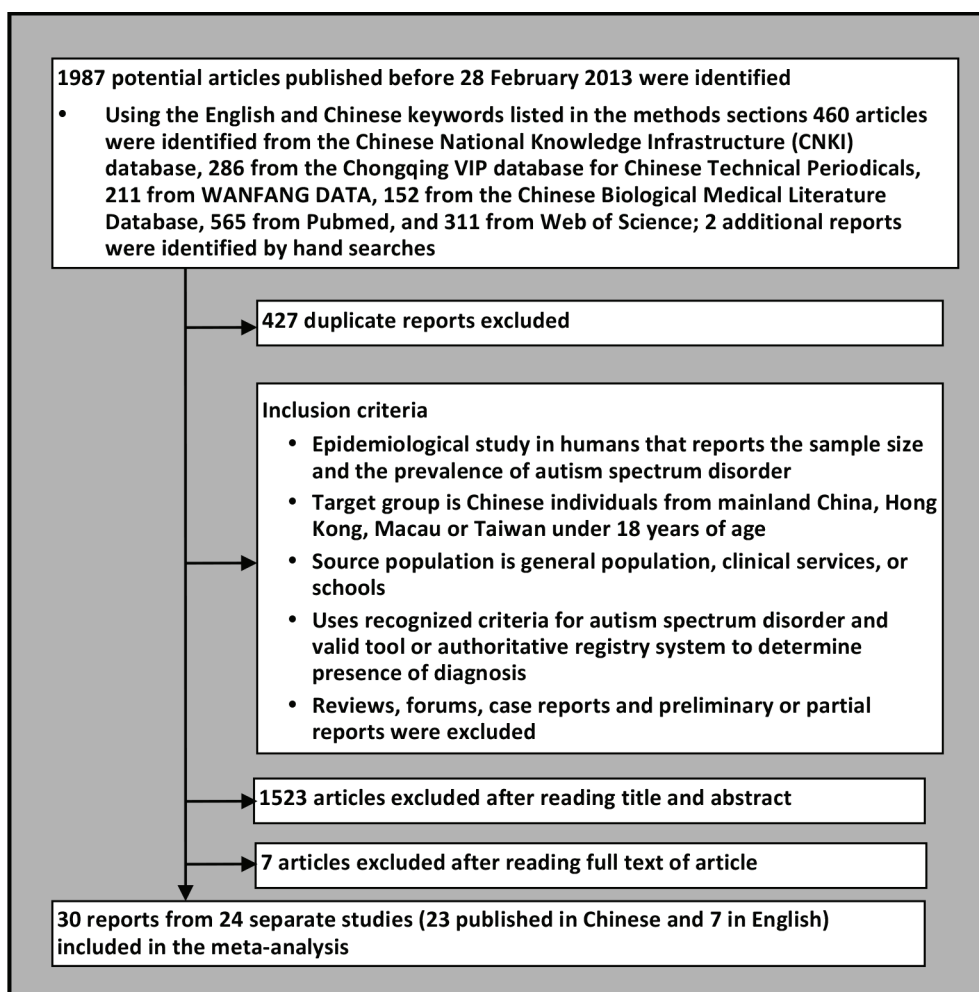 1987 potential articles published before 28 February 2013 were identified
• Using the English and Chinese keywords listed in the methods sections 460 articles
were identified from the Chinese National Knowledge Infrastructure (CNKI)
database, 286 from the Chongqing VIP database for Chinese Technical Periodicals,
211 from WANFANG DATA, 152 from the Chinese Biological Medical Literature
Database, 565 from Pubmed, and 311 from Web of Science; 2 additional reports
were identified by hand searches
427 duplicate reports excluded
Inclusion criteria
• Epidemiological study in humans that reports the sample size
and the prevalence of autism spectrum disorder
• Target group is Chinese individuals from mainland China, Hong
Kong, Macau or Taiwan under 18 years of age
• Source population is general population, clinical services, or
schools
• Uses recognized criteria for autism spectrum disorder and
valid tool or authoritative registry system to determine
presence of diagnosis
• Reviews, forums, case reports and preliminary or partial
reports were excluded
1523 articles excluded after reading title and abstract
7 articles excluded after reading full text of article
30 reports from 24 separate studies (23 published in Chinese and 7 in English)
included in the meta-analysis